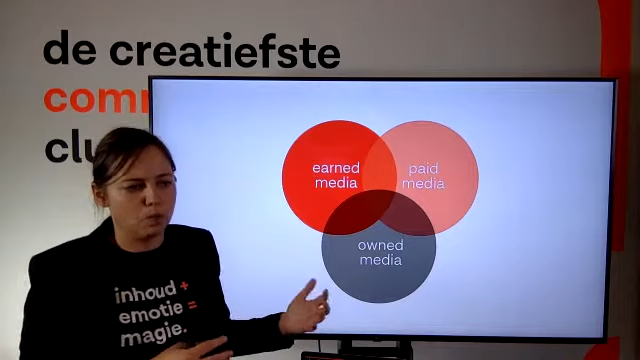 de creatiefste
earned
media
paid
media
owned
media
inhoud +
emotie =
magie.